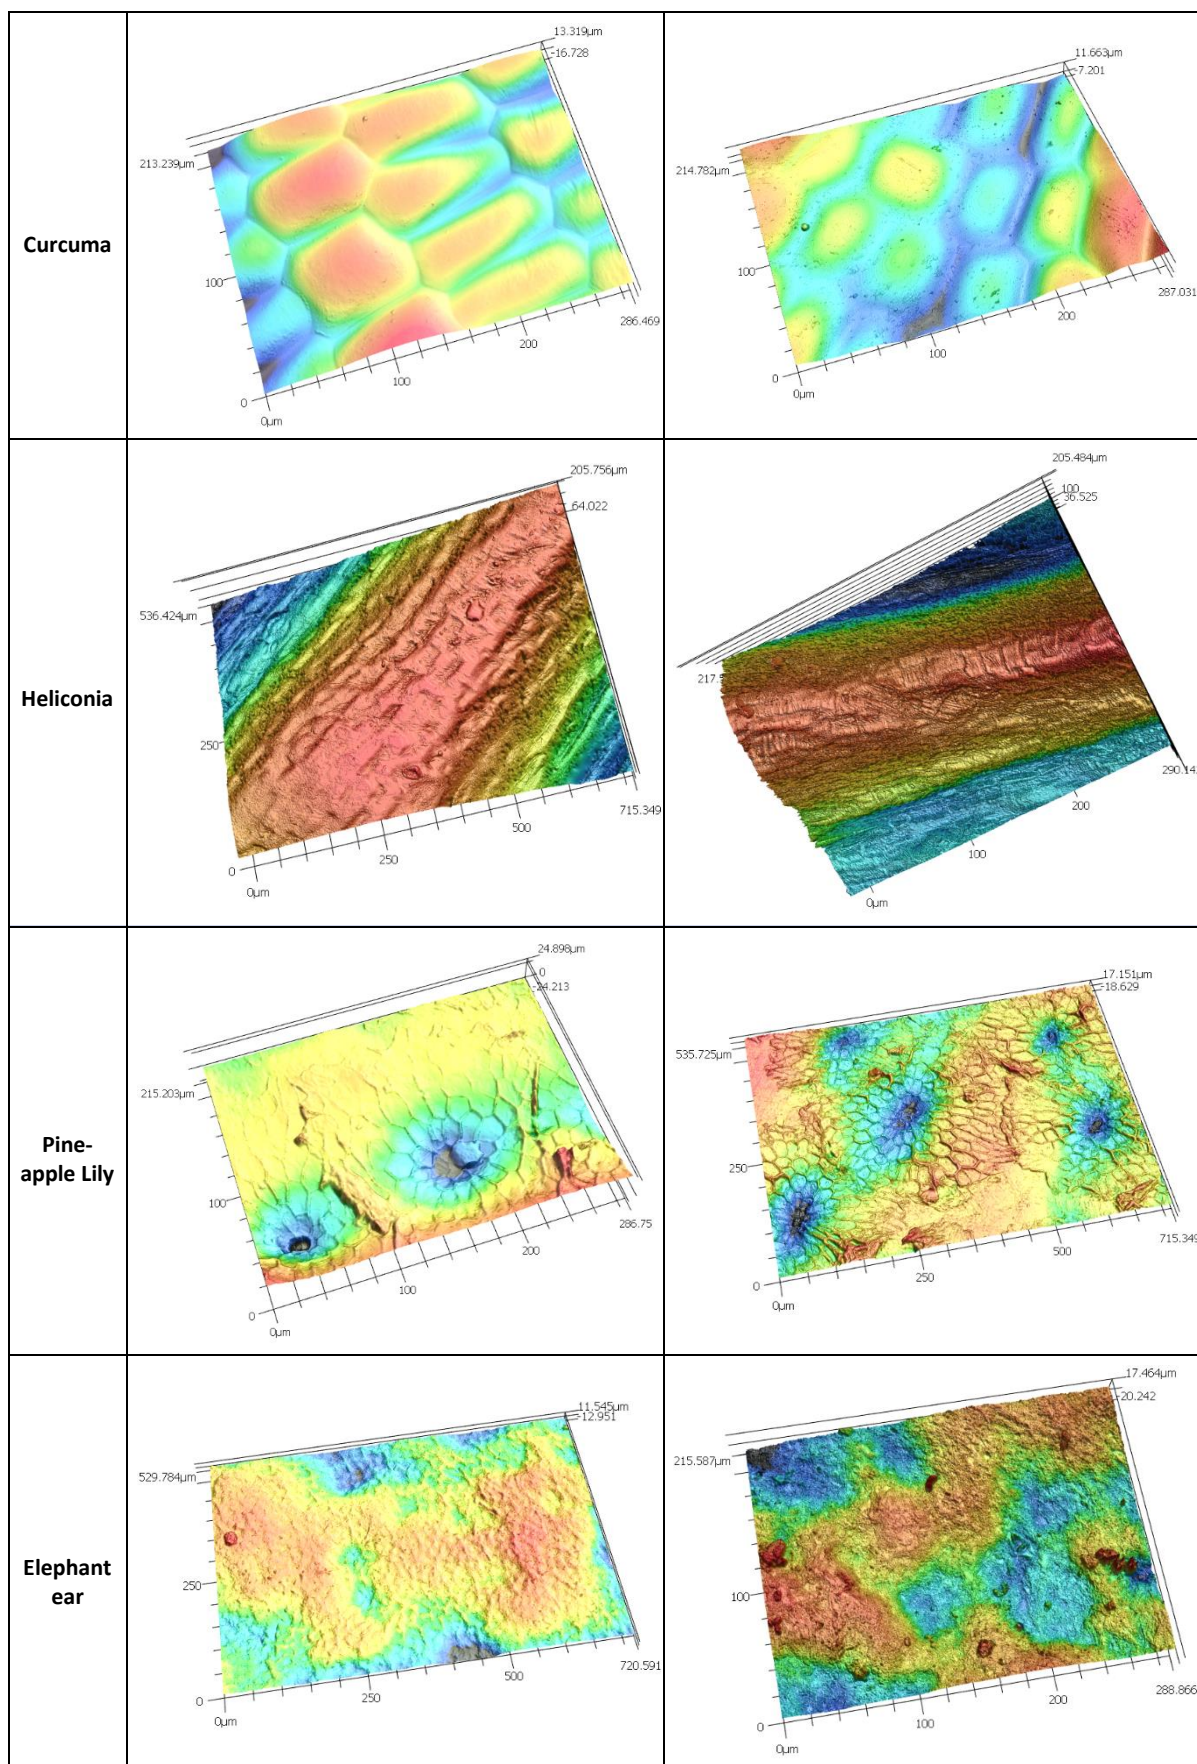 Curcuma
13.319µm
-16.728
213.239µm
100
0
0µm
100
200
286.469
11.663µm
-7.201
214.782µm
100
0
0µm
100
200
287.031
Heliconia
205.756µm
64.022
536.424µm
250
0
0µm
250
500
715.349
205.484µm
100
36.525
0µm
100
200
Pine-
apple Lily
24.898µm
0
-24.213
215.203µm
100
0
0µm
100
200
286.75
17.151µm
-18.629
535.725µm
250
0
0µm
250
500
715.349
Elephant
ear
11.545µm
-12.951
529.784µm
250
0
0µm
250
500
720.591
17.464µm
-20.242
215.587µm
100
0
0µm
100
200
288.866